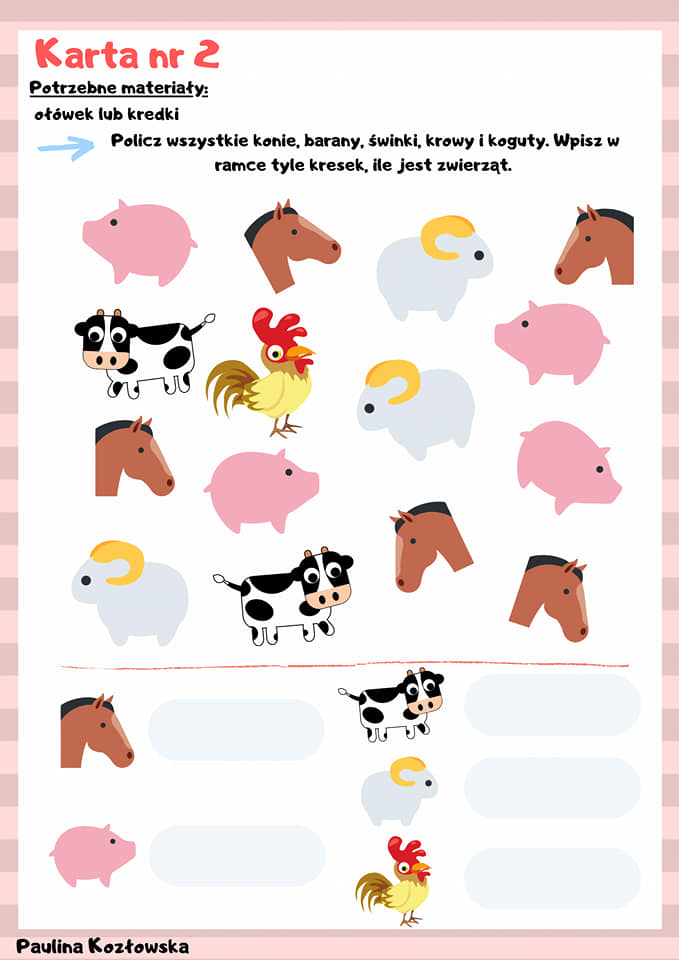 Karta nr 2
Potrzebne materiały:
ołówek lub kredki
Policz wszystkie konie, barany, świnki, krowy i koguty. Wpisz w
ramce tyle kresek, ile jest zwierząt.
Paulina Kozłowska